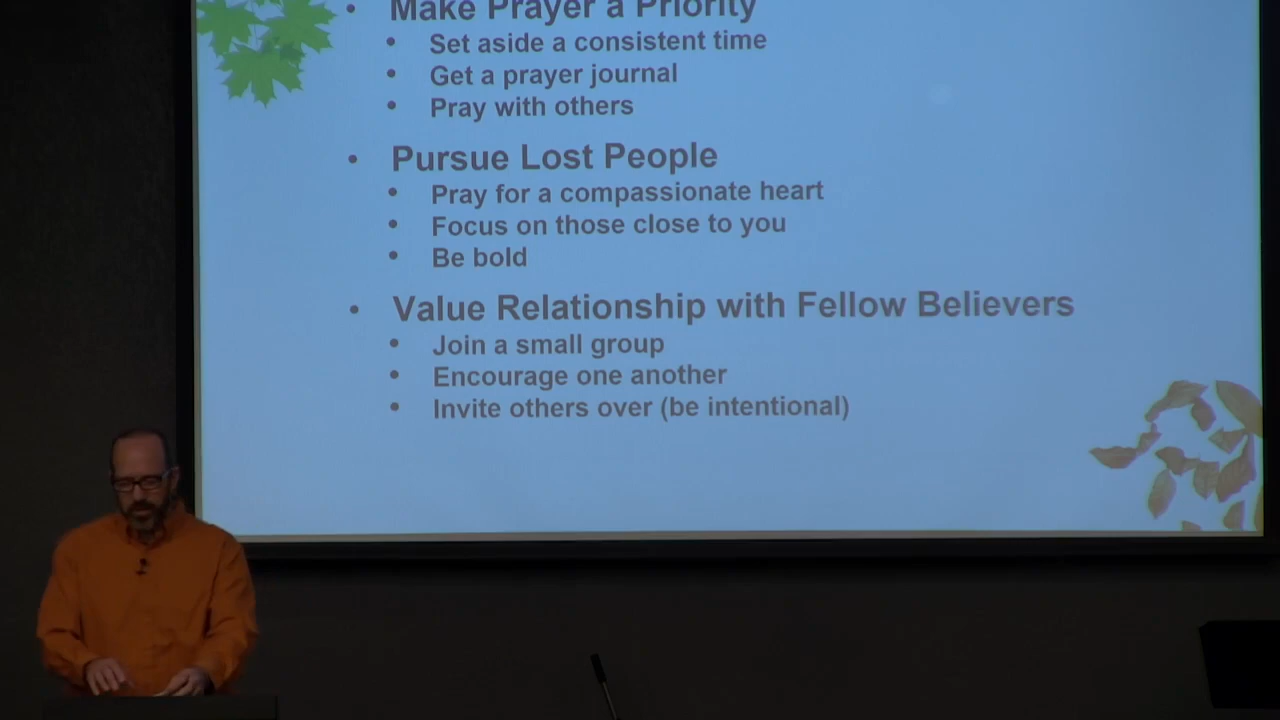 • Make Prayer a Priority
• Set aside a consistent time
• Get a prayer journal
• Pray with others
• Pursue Lost People
• Pray for a compassionate heart
• Focus on those close to you
• Be bold
• Value Relationship with Fellow Believers
• Join a small group
• Encourage one another
• Invite others over (be intentional)